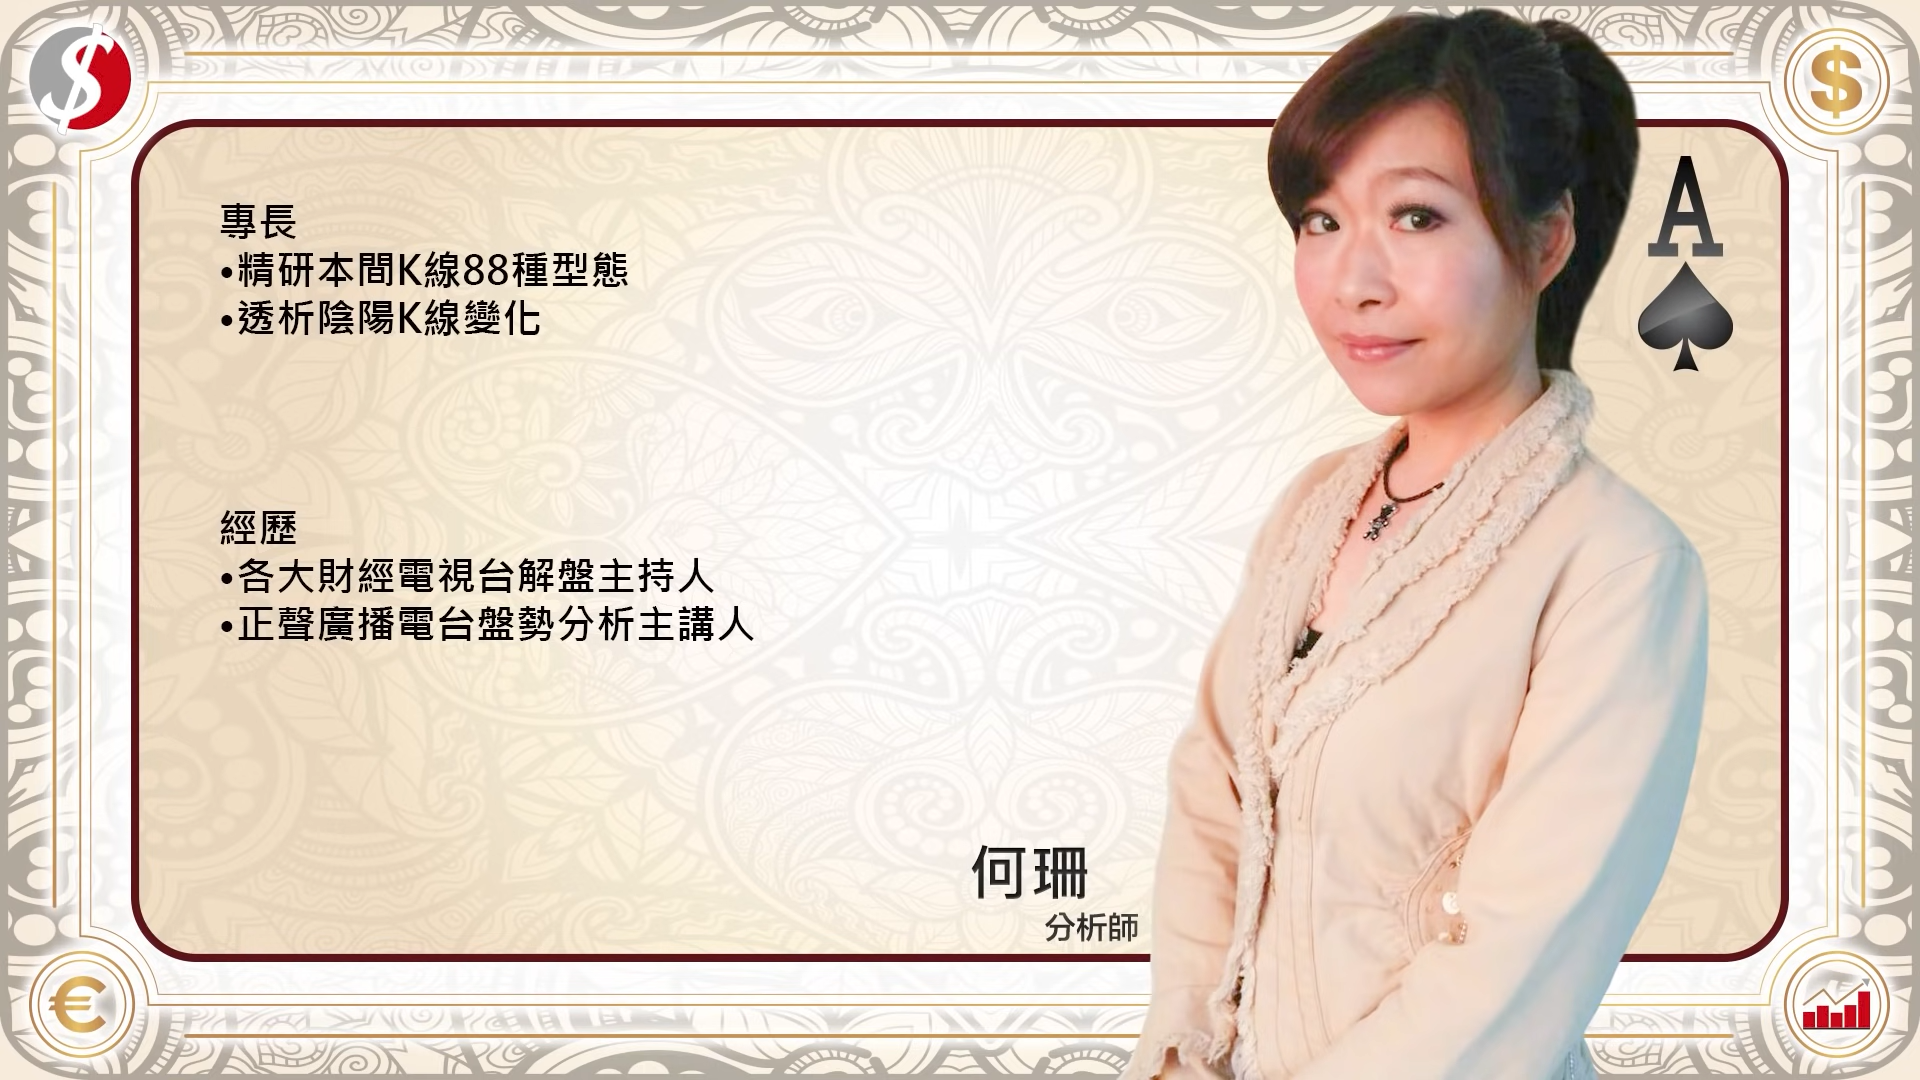 專長
•精研本間K線88種型態
•透析陰陽K線變化
經歷
•各大財經電視台解盤主持人
•正聲廣播電台盤勢分析主講人
何珊
分析師
A
$
$
€